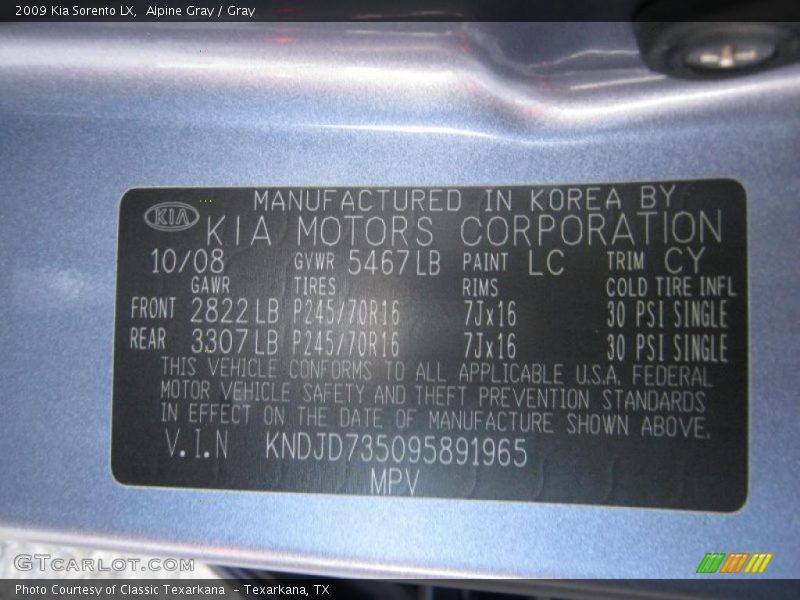 2009 Kia Sorento LX, Alpine Gray / Gray
KIA
MANUFACTURED IN KOREA BY
KIA MOTORS CORPORATION
10/08 GVWR 5467LB PAINT LC TRIM CY
GAWR TIRES RIMS COLD TIRE INFL
FRONT 2822LB P245/70R16 7Jx16 30 PSI SINGLE
REAR 3307LB P245/70R16 7Jx16 30 PSI SINGLE
THIS VEHICLE CONFORMS TO ALL APPLICABLE U.S.A. FEDERAL
MOTOR VEHICLE SAFETY AND THEFT PREVENTION STANDARDS
IN EFFECT ON THE DATE OF MANUFACTURE SHOWN ABOVE.
V.I.N KNDJD735095891965
MPV
GTcarlot.com
Photo Courtesy of Classic Texarkana - Texarkana, TX